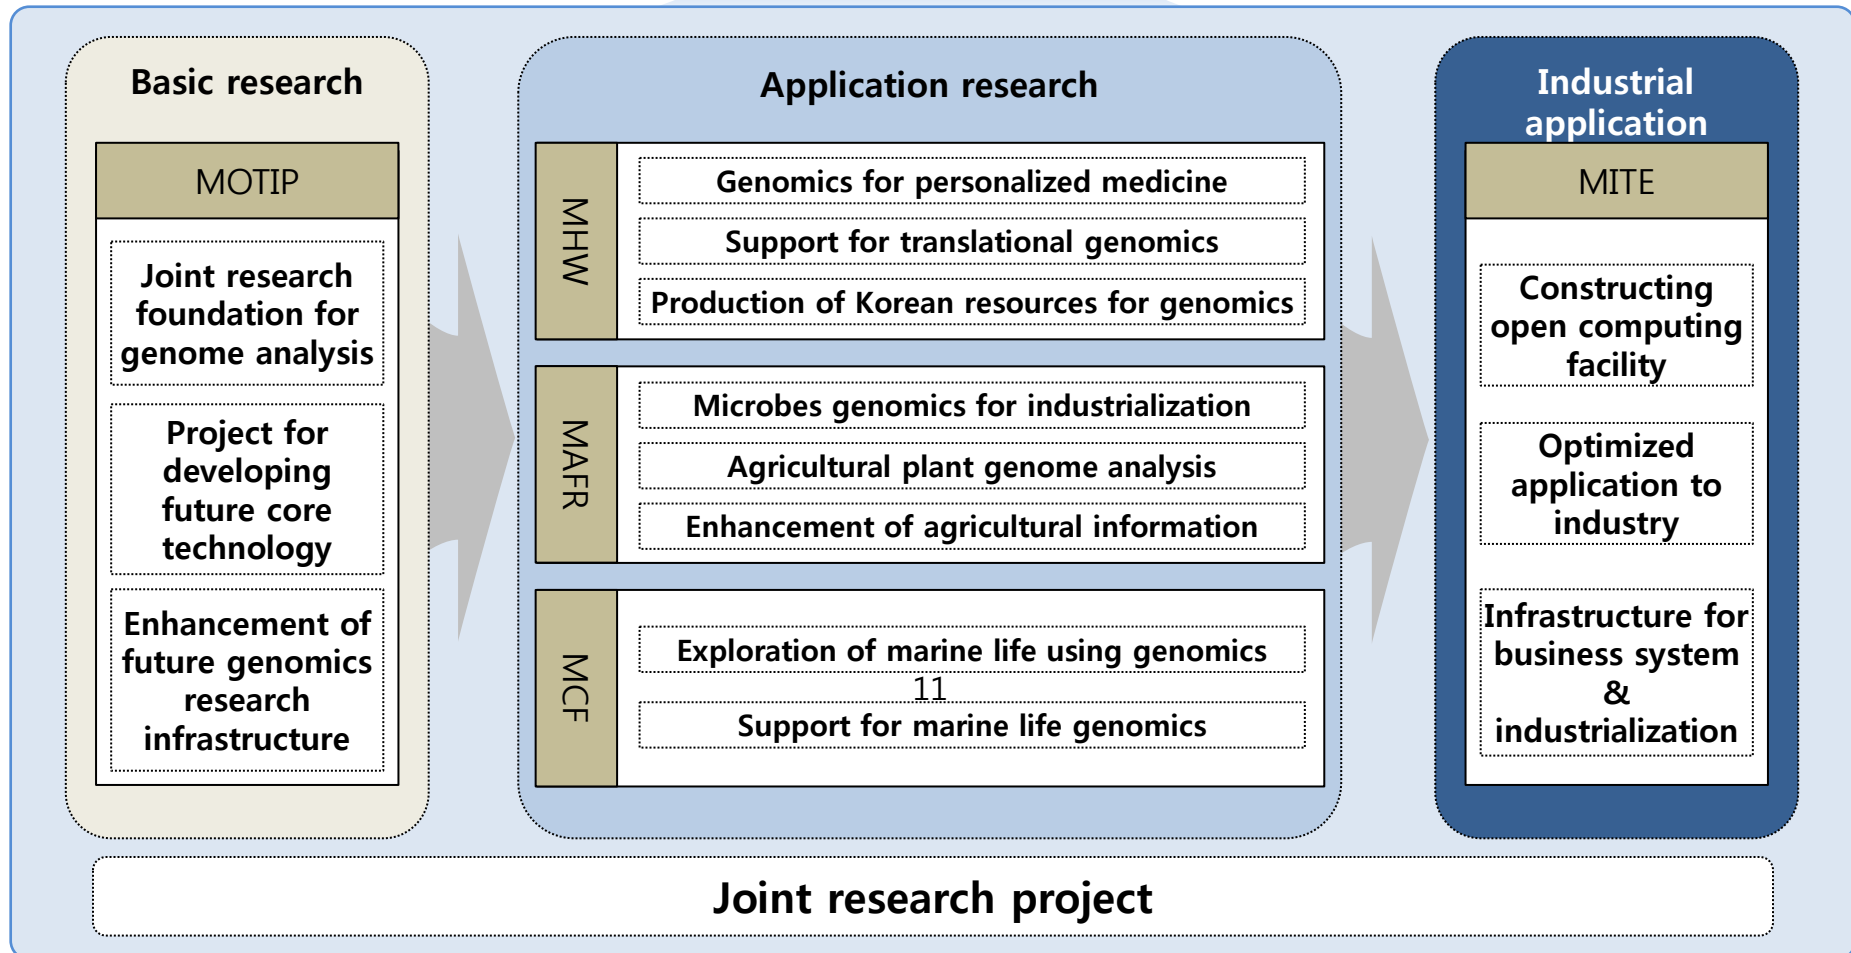 Basic research
MOTIP
Joint research
foundation for
genome analysis
Project for
developing
future core
technology
Enhancement of
future genomics
research
infrastructure
Application research
MHW
Genomics for personalized medicine
Support for translational genomics
Production of Korean resources for genomics
MAFR
Microbes genomics for industrialization
Agricultural plant genome analysis
Enhancement of agricultural information
MCF
Exploration of marine life using genomics
11
Support for marine life genomics
Industrial
application
MITE
Constructing
open computing
facility
Optimized
application to
industry
Infrastructure for
business system
&
industrialization
Joint research project